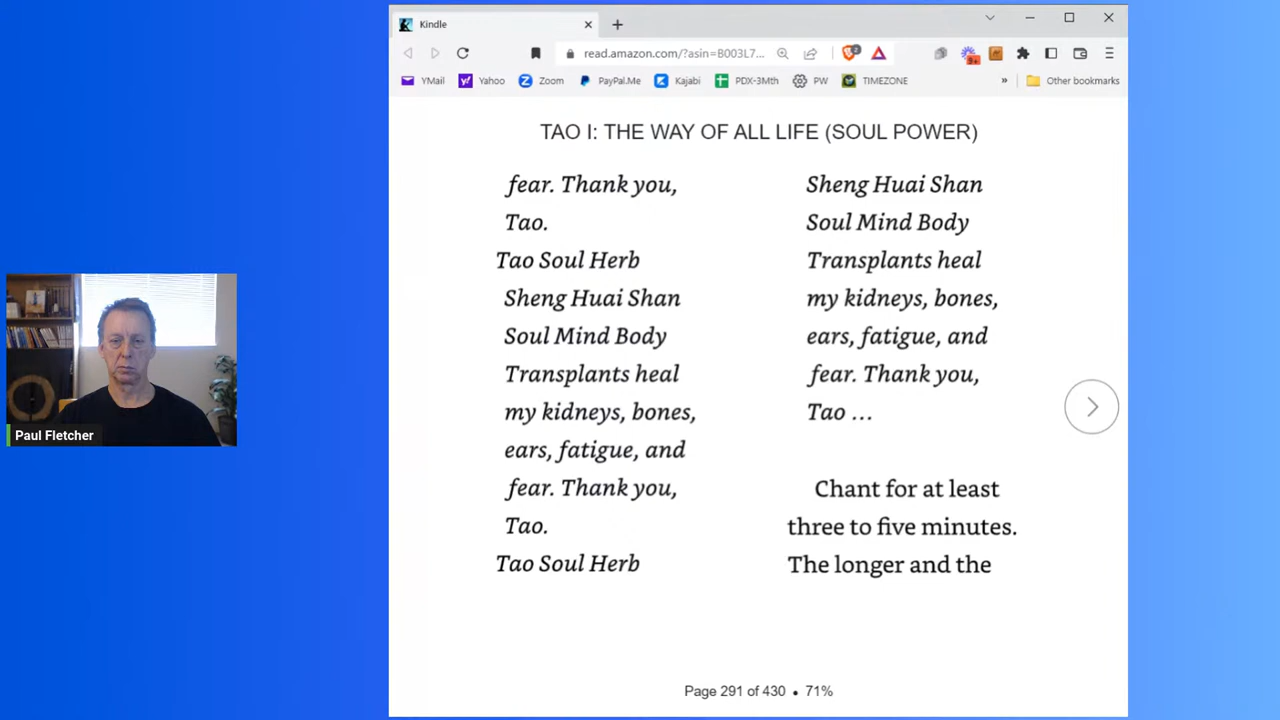 Kindle
read.amazon.com/?asin=B003L7...
2
9+
YMail
Yahoo
Zoom
PayPal.Me
Kajabi
PDX-3Mth
PW
TIMEZONE
»
Other bookmarks
TAO I: THE WAY OF ALL LIFE (SOUL POWER)
fear. Thank you,
Tao.
Tao Soul Herb
Sheng Huai Shan
Soul Mind Body
Transplants heal
my kidneys, bones,
ears, fatigue, and
fear. Thank you,
Tao.
Tao Soul Herb
Sheng Huai Shan
Soul Mind Body
Transplants heal
my kidneys, bones,
ears, fatigue, and
fear. Thank you,
Tao …
Chant for at least
three to five minutes.
The longer and the
Page 291 of 430 • 71%
Paul Fletcher